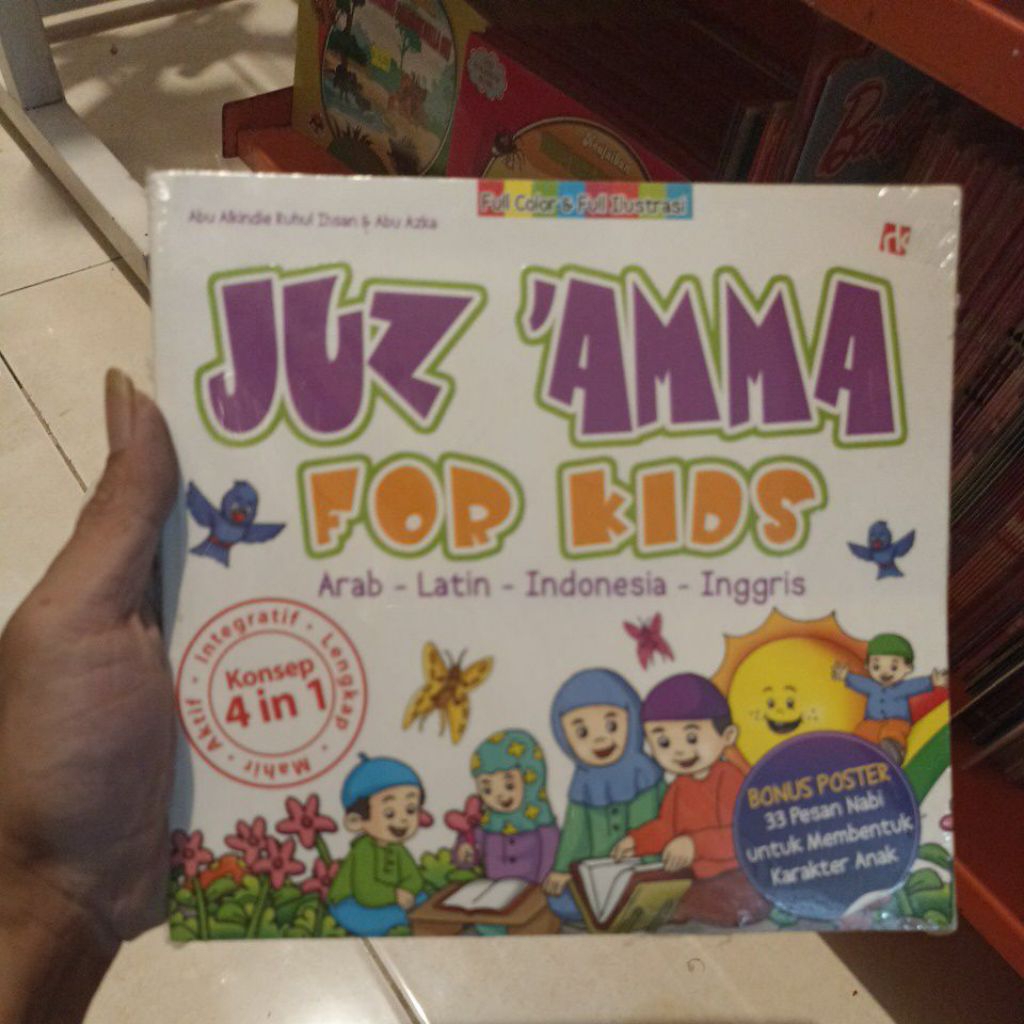 Full Color & Full Ilustrasi
Abu Alkindie Ruhul Ihsan & Abu Azka
JUZ 'AMMA
FOR KIDS
Arab - Latin - Indonesia - Inggris
Aktif • Integratif • Lengkap • Mahir •
Konsep
4 in 1
BONUS POSTER
33 Pesan Nabi
untuk Membentuk
Karakter Anak